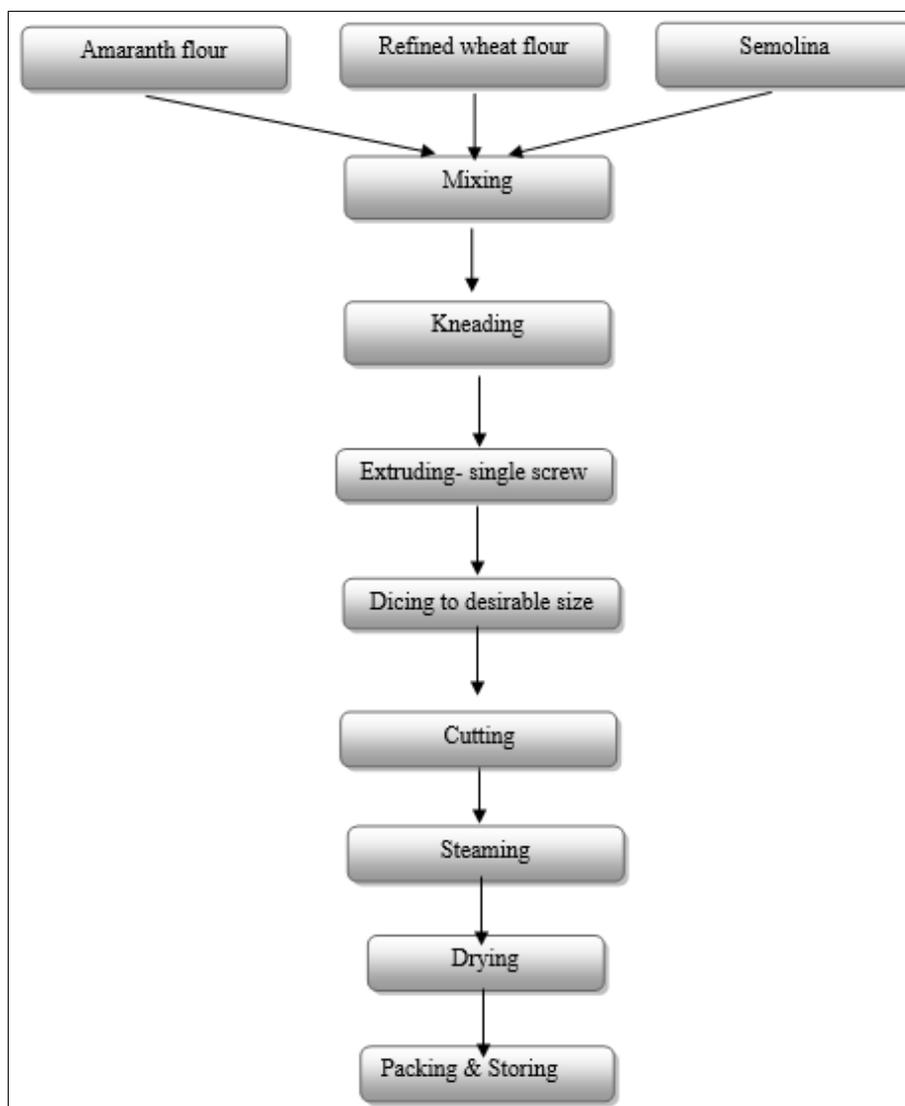 Amaranth flour
Refined wheat flour
Semolina
Mixing
Kneading
Extruding- single screw
Dicing to desirable size
Cutting
Steaming
Drying
Packing & Storing